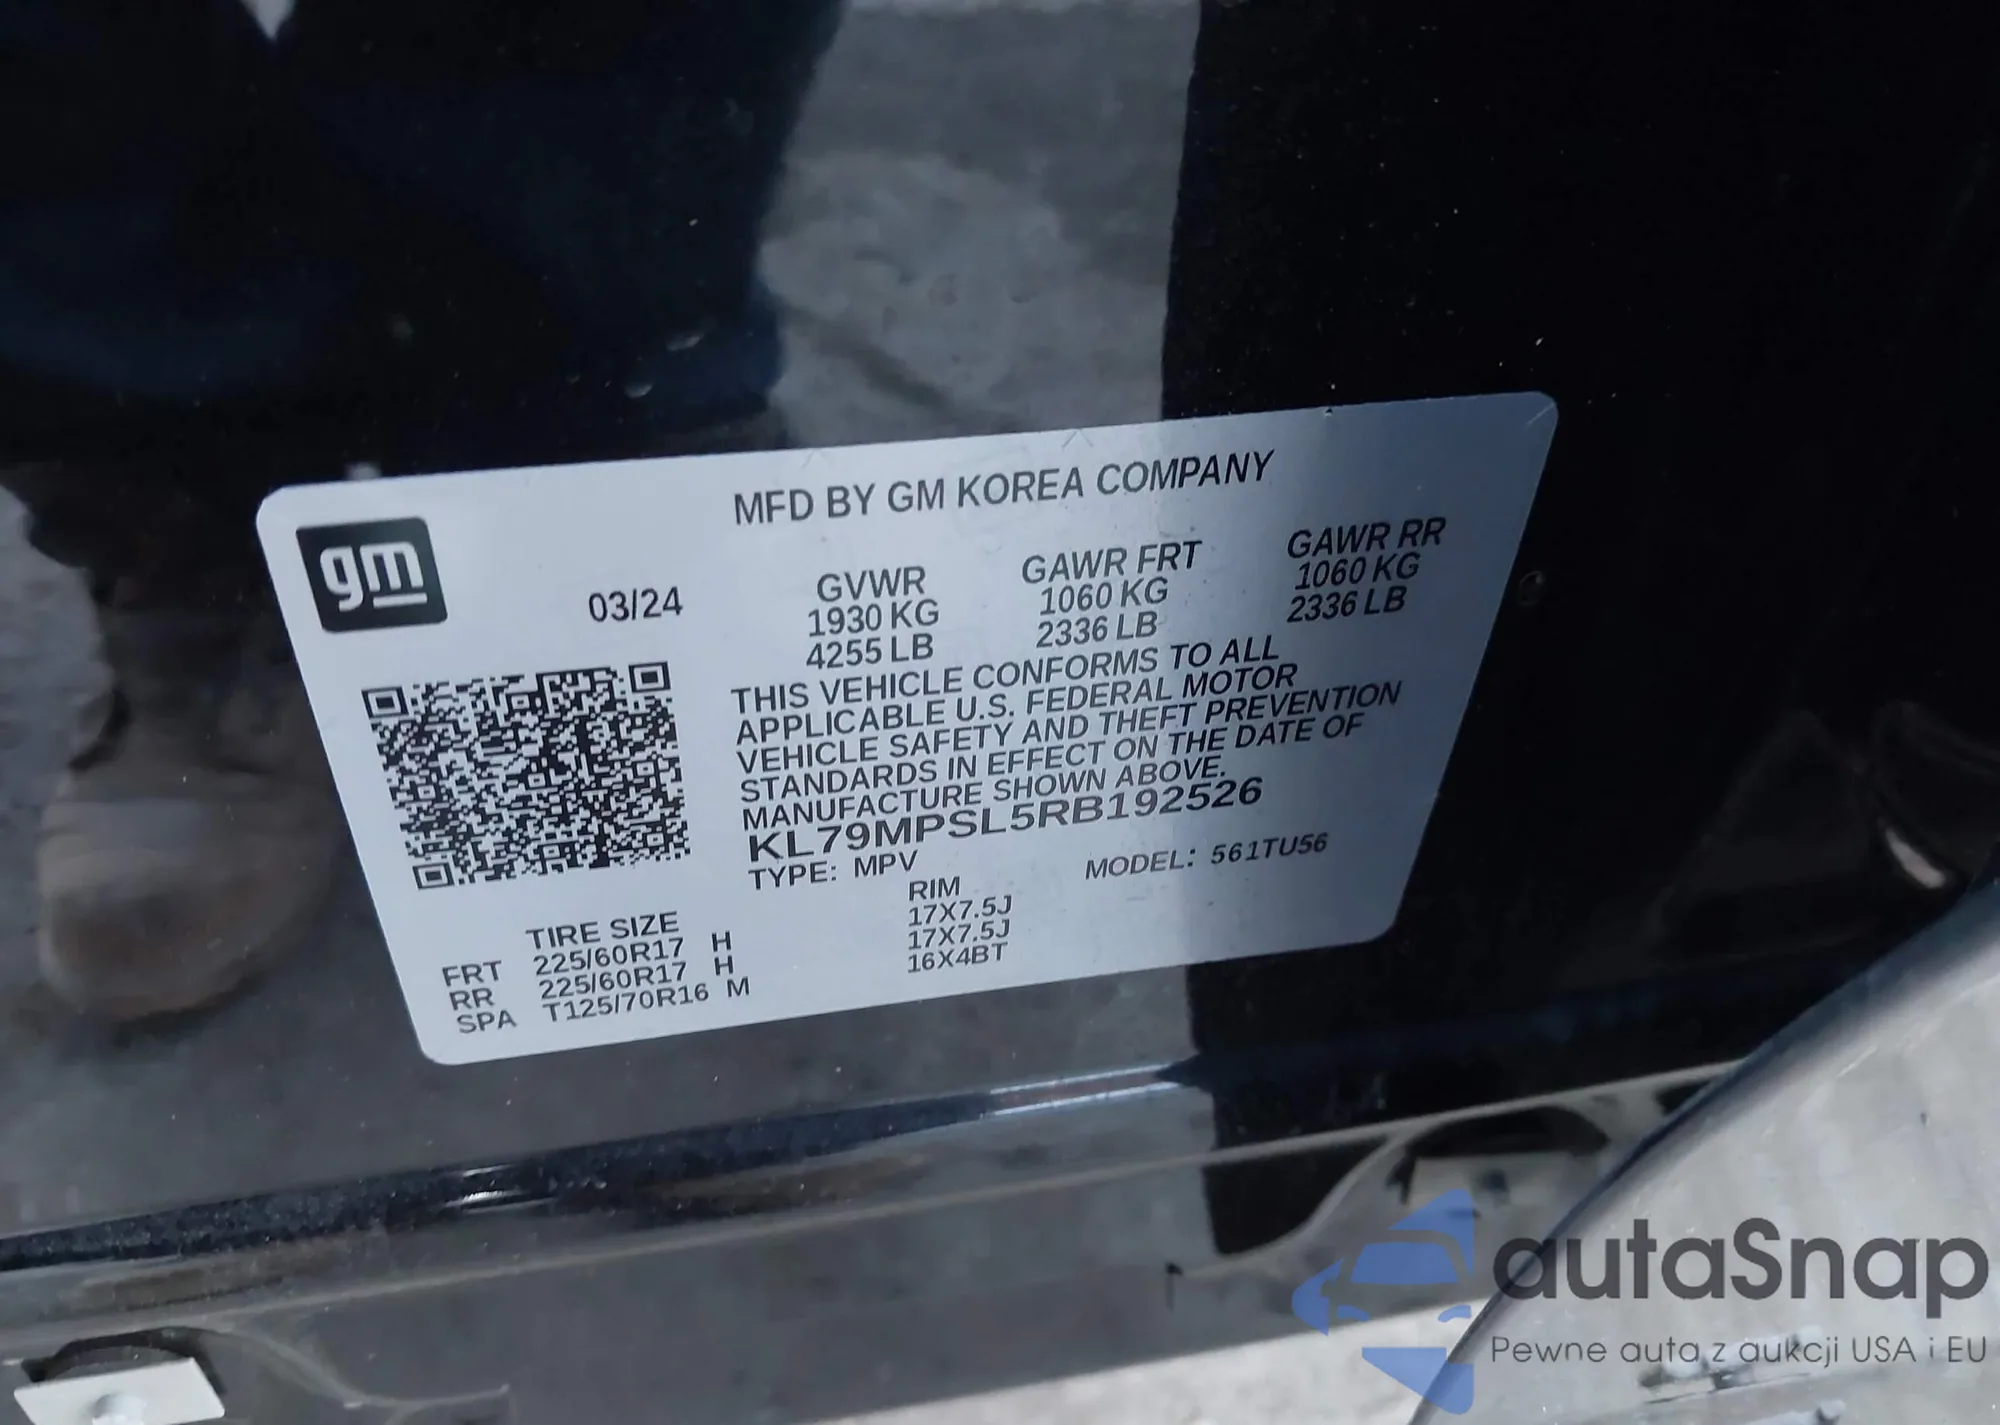 MFD BY GM KOREA COMPANY
gm
03/24
GVWR GAWR FRT GAWR RR
1930 KG 1060 KG 1060 KG
4255 LB 2336 LB 2336 LB
THIS VEHICLE CONFORMS TO ALL
APPLICABLE U.S. FEDERAL MOTOR
VEHICLE SAFETY AND THEFT PREVENTION
STANDARDS IN EFFECT ON THE DATE OF
MANUFACTURE SHOWN ABOVE.
KL79MPSL5RB192526
TYPE: MPV MODEL: 561TU56
TIRE SIZE RIM
FRT 225/60R17 H 17X7.5J
RR 225/60R17 H 17X7.5J
SPA T125/70R16 M 16X4BT
autaSnap
Pewne auta z aukcji USA i EU